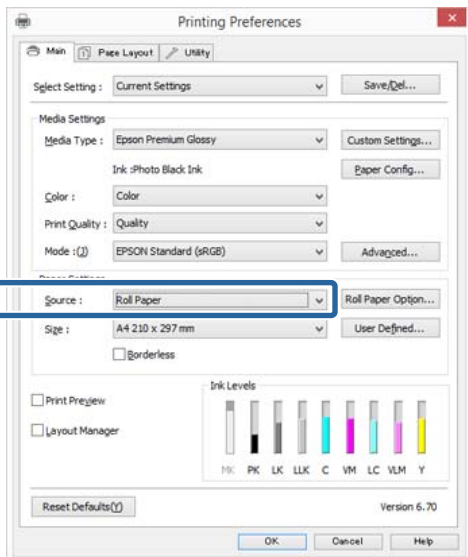 Printing Preferences
Main Page Layout Utility
Select Setting : Current Settings Save/Del...
Media Settings
Media Type : Epson Premium Glossy Custom Settings...
Ink :Photo Black Ink Paper Config...
Color : Color
Print Quality : Quality
Mode :(J) EPSON Standard (sRGB) Advanced...
Paper Settings
Source : Roll Paper Roll Paper Option...
Size : A4 210 x 297 mm User Defined...
Borderless
Ink Levels
Print Preview
Layout Manager
MK PK LK LLK C VM LC VLM Y
Reset Defaults(Y) Version 6.70
OK Cancel Help